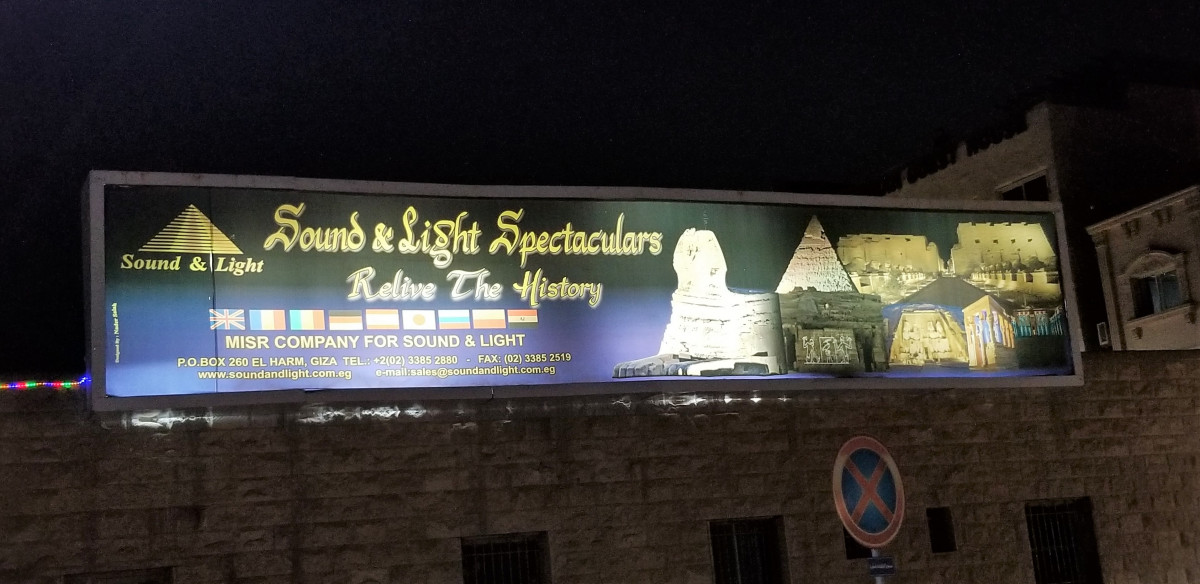 Sound & Light Spectaculars
Relive The History
Sound & Light
MISR COMPANY FOR SOUND & LIGHT
P.O.BOX 260 EL HARM, GIZA TEL.: +2(02) 3385 2880 - FAX: (02) 3385 2519
www.soundandlight.com.eg e-mail:sales@soundandlight.com.eg